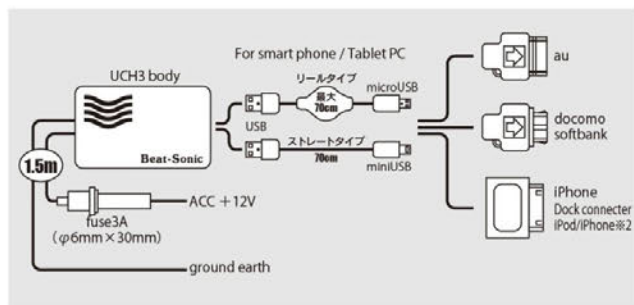 For smart phone / Tablet PC
UCH3 body
リールタイプ
最大
70cm
microUSB
au
USB
ストレートタイプ
70cm
miniUSB
docomo
softbank
Beat-Sonic
1.5m
ACC +12V
fuse3A
(φ6mm×30mm)
ground earth
iPhone
Dock connecter
iPod/iPhone※2